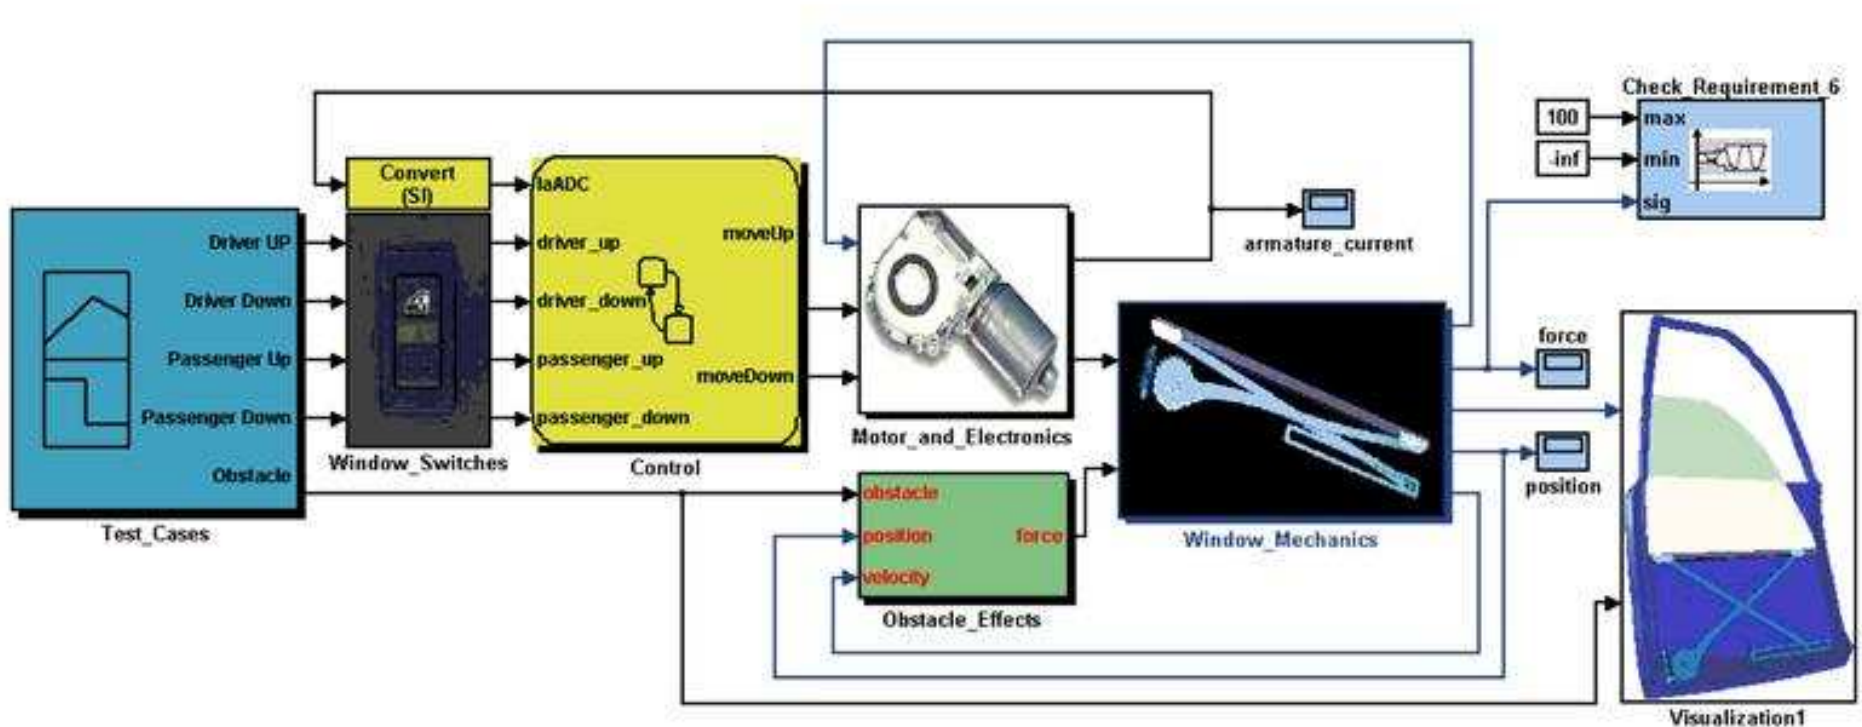 Check_Requirement_6
100
max
-inf
min
sig
Convert
(SI)
IaADC
Driver UP
driver_up
moveUp
armature_current
Driver Down
driver_down
Passenger Up
passenger_up
moveDown
force
Passenger Down
passenger_down
Motor_and_Electronics
Window_Switches
Control
Obstacle
position
Test_Cases
obstacle
position
force
velocity
Window_Mechanics
Obstacle_Effects
Visualization1